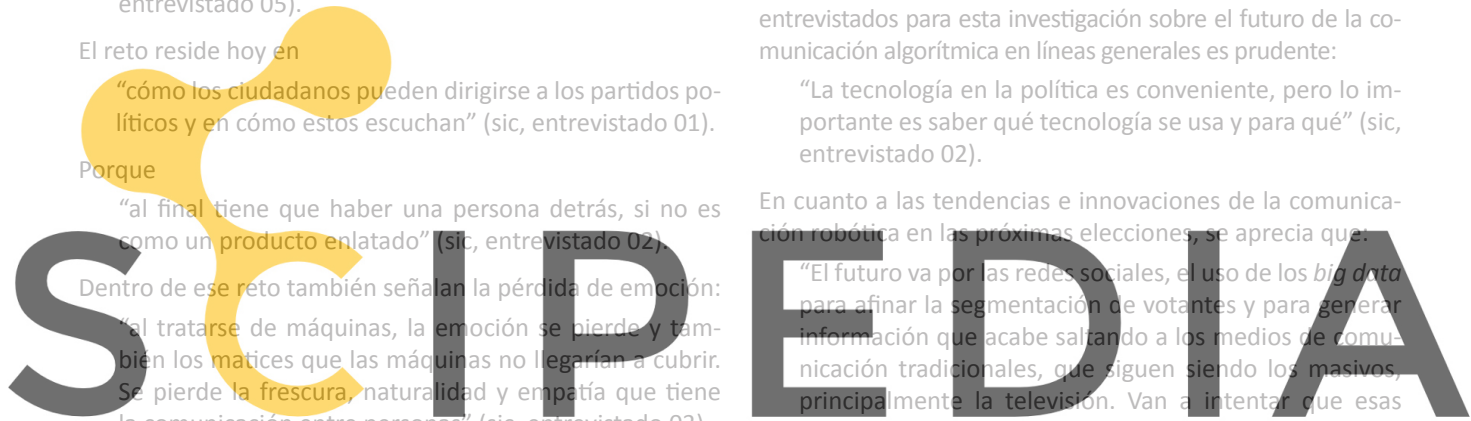 entrevistado 05).
El reto reside hoy en
“cómo los ciudadanos pueden dirigirse a los partidos po-
líticos y en cómo estos escuchan” (sic, entrevistado 01).
Porque
“al final tiene que haber una persona detrás, si no es
como un producto enlatado” (sic, entrevistado 02).
Dentro de ese reto también señalan la pérdida de emoción:
“al tratarse de máquinas, la emoción se pierde y tam-
bién los matices que las máquinas no llegarían a cubrir.
Se pierde la frescura, naturalidad y empatía que tiene
la comunicación entre personas” (sic, entrevistado 03).
entrevistados para esta investigación sobre el futuro de la co-
municación algorítmica en líneas generales es prudente:
“La tecnología en la política es conveniente, pero lo im-
portante es saber qué tecnología se usa y para qué” (sic,
entrevistado 02).
En cuanto a las tendencias e innovaciones de la comunica-
ción robótica en las próximas elecciones, se aprecia que:
“El futuro va por las redes sociales, el uso de los big data
para afinar la segmentación de votantes y para generar
información que acabe saltando a los medios de comu-
nicación tradicionales, que siguen siendo los masivos,
principalmente la televisión. Van a intentar que esas
SCIPEDIA